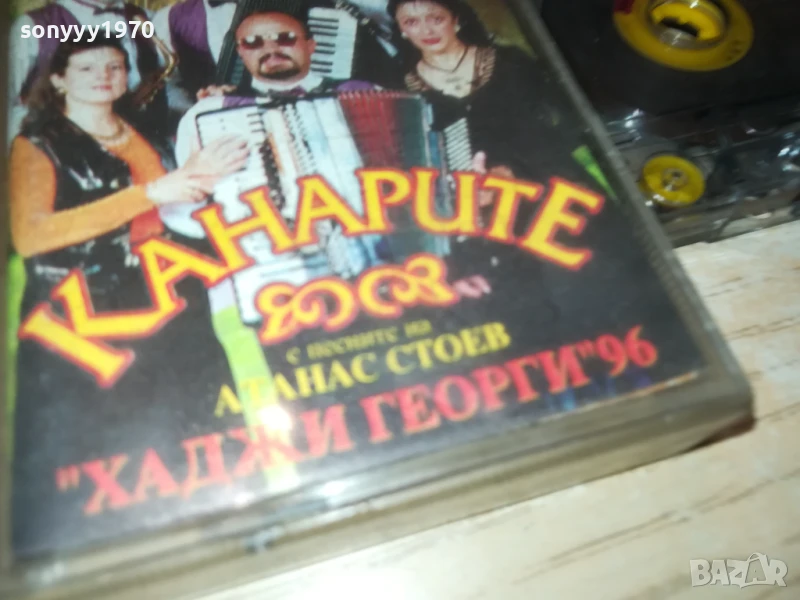 sonyyy1970
КАНАРИТЕ
с песните на
АТАНАС СТОЕВ
"ХАДЖИ ГЕОРГИ"96
BAZAR